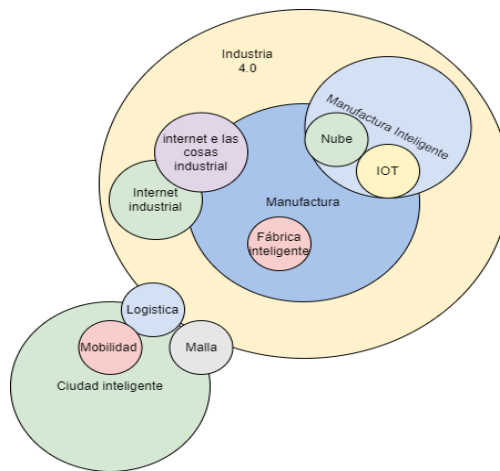 Industria
4.0
Manufactura Inteligente
internet e las
cosas
industrial
Nube
IOT
Internet
industrial
Manufactura
Fábrica
inteligente
Logistica
Mobilidad
Malla
Ciudad inteligente